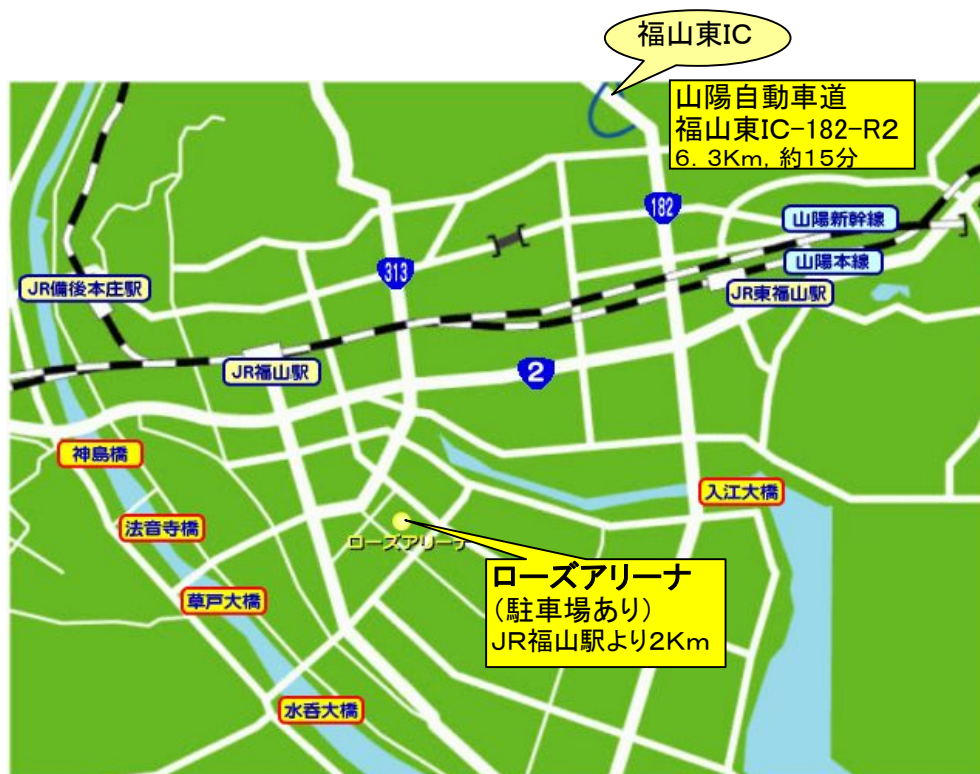 福山東IC
山陽自動車道
福山東IC-182-R2
6. 3Km, 約15分
182
山陽新幹線
313
山陽本線
JR備後本庄駅
JR東福山駅
JR福山駅
2
神島橋
入江大橋
法音寺橋
ローズアリーナ
ローズアリーナ
(駐車場あり)
JR福山駅より2Km
草戸大橋
水呑大橋